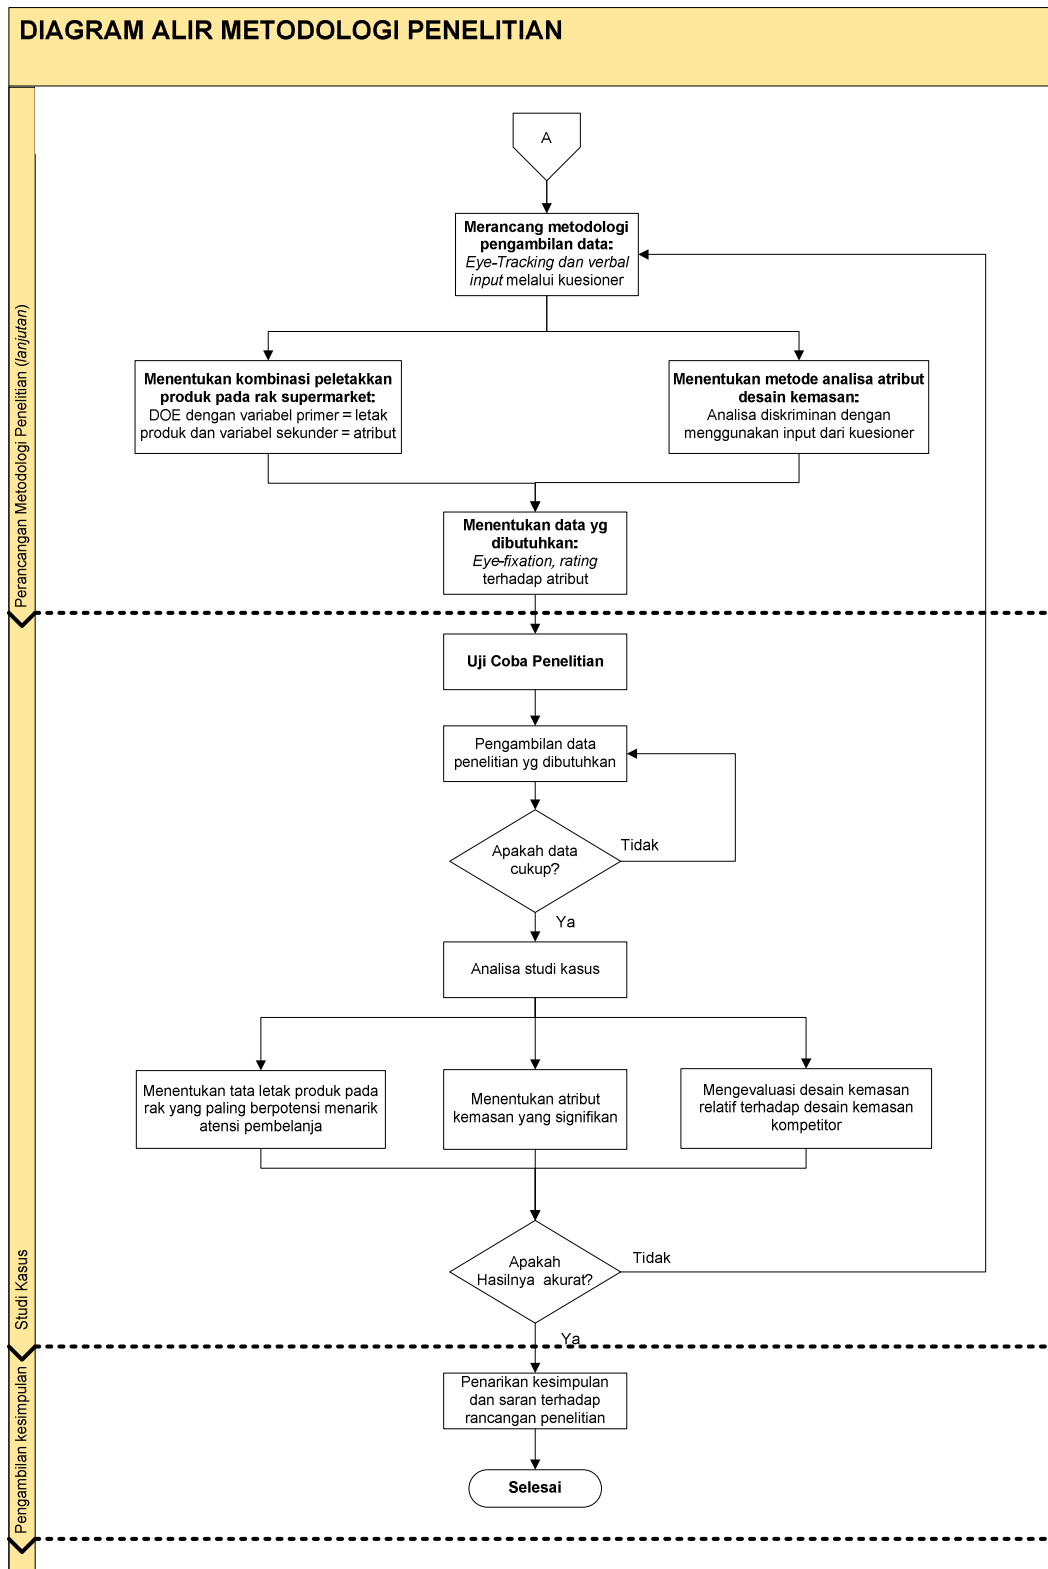 DIAGRAM ALIR METODOLOGI PENELITIAN
Perancangan Metodologi Penelitian (lanjutan)
A
Merancang metodologi
pengambilan data:
Eye-Tracking dan verbal
input melalui kuesioner
Menentukan kombinasi peletakkan
produk pada rak supermarket:
DOE dengan variabel primer = letak
produk dan variabel sekunder = atribut
Menentukan metode analisa atribut
desain kemasan:
Analisa diskriminan dengan
menggunakan input dari kuesioner
Menentukan data yg
dibutuhkan:
Eye-fixation, rating
terhadap atribut
Studi Kasus
Uji Coba Penelitian
Pengambilan data
penelitian yg dibutuhkan
Apakah data
cukup?
Tidak
Ya
Analisa studi kasus
Menentukan tata letak produk pada
rak yang paling berpotensi menarik
atensi pembelanja
Menentukan atribut
kemasan yang signifikan
Mengevaluasi desain kemasan
relatif terhadap desain kemasan
kompetitor
Apakah
Hasilnya akurat?
Tidak
Ya
Pengambilan kesimpulan
Penarikan kesimpulan
dan saran terhadap
rancangan penelitian
Selesai